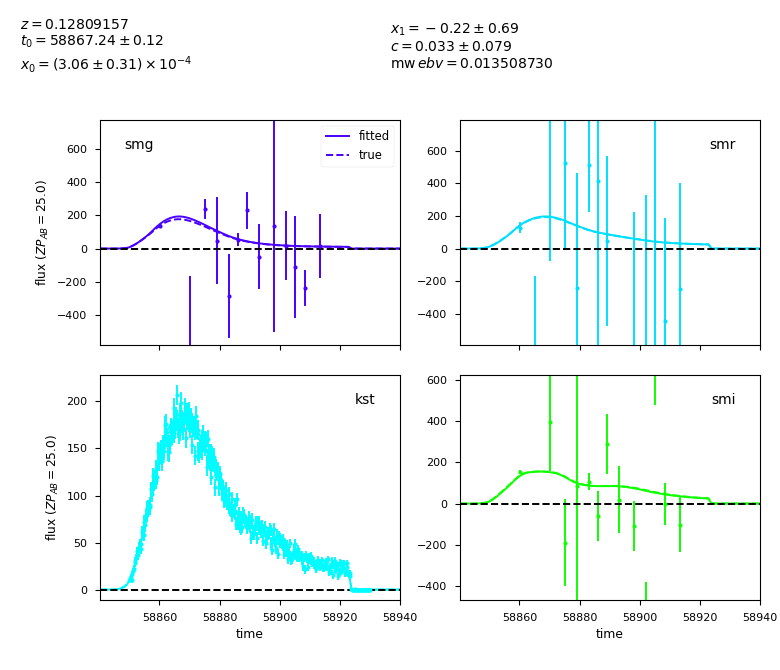 z = 0.12809157
t₀ = 58867.24 ± 0.12
x₀ = (3.06 ± 0.31) × 10⁻⁴
x₁ = −0.22 ± 0.69
c = 0.033 ± 0.079
mw ebv = 0.013508730
smg
fitted
true
flux (ZP_AB = 25.0)
600
400
200
0
−200
−400
smr
600
400
200
0
−200
−400
kst
flux (ZP_AB = 25.0)
200
150
100
50
0
58860 58880 58900 58920 58940
time
smi
600
400
200
0
−200
−400
58860 58880 58900 58920 58940
time